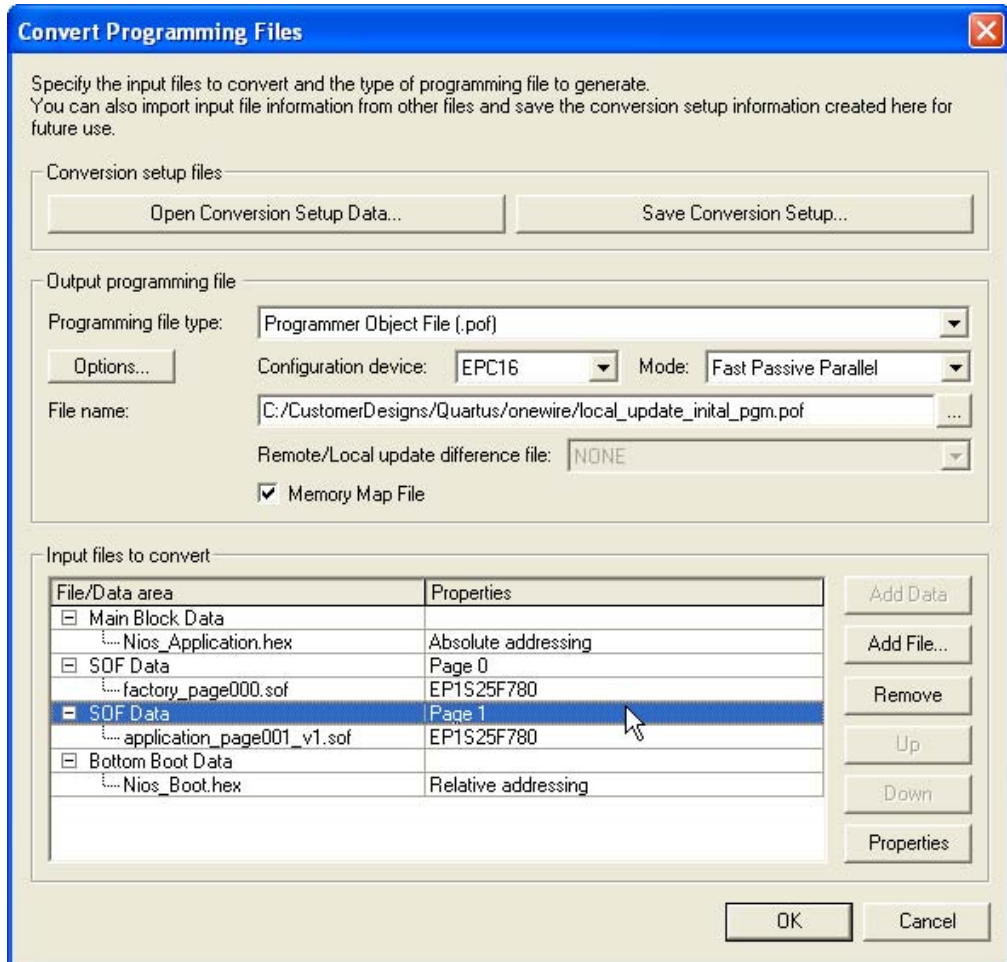 Convert Programming Files
Specify the input files to convert and the type of programming file to generate.
You can also import input file information from other files and save the conversion setup information created here for
future use.
Conversion setup files
Open Conversion Setup Data... Save Conversion Setup...
Output programming file
Programming file type: Programmer Object File (.pof)
Options... Configuration device: EPC16 Mode: Fast Passive Parallel
File name: C:/CustomerDesigns/Quartus/onewire/local_update_inital_pgm.pof ...
Remote/Local update difference file: NONE
Memory Map File
Input files to convert
File/Data area Properties Add Data
Main Block Data
Nios_Application.hex Absolute addressing Add File...
SOF Data Page 0
factory_page000.sof EP1S25F780 Remove
SOF Data Page 1
application_page001_v1.sof EP1S25F780 Up
Bottom Boot Data
Nios_Boot.hex Relative addressing Down
Properties
OK Cancel